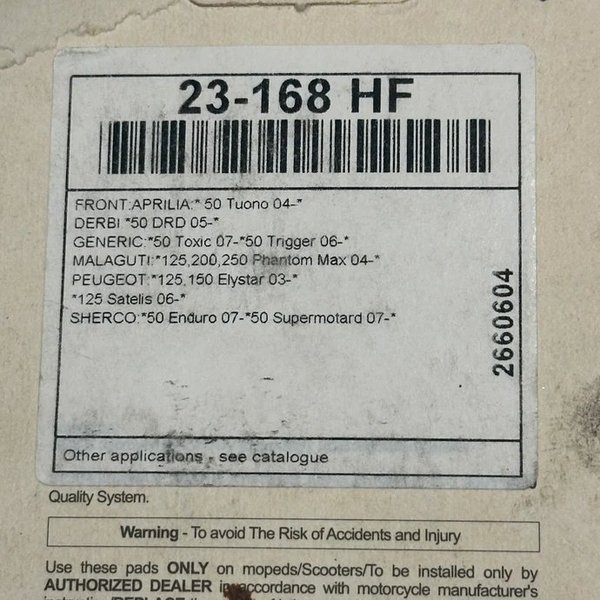 23-168 HF
FRONT:APRILIA:* 50 Tuono 04-*
DERBI:*50 DRD 05-*
GENERIC:*50 Toxic 07-*50 Trigger 06-*
MALAGUTI:*125,200,250 Phantom Max 04-*
PEUGEOT:*125,150 Elystar 03-*
*125 Satelis 06-*
SHERCO:*50 Enduro 07-*50 Supermotard 07-*
2660604
Other applications - see catalogue
Quality System.
Warning - To avoid The Risk of Accidents and Injury
Use these pads ONLY on mopeds/Scooters/To be installed only by
AUTHORIZED DEALER in accordance with motorcycle manufacturer's